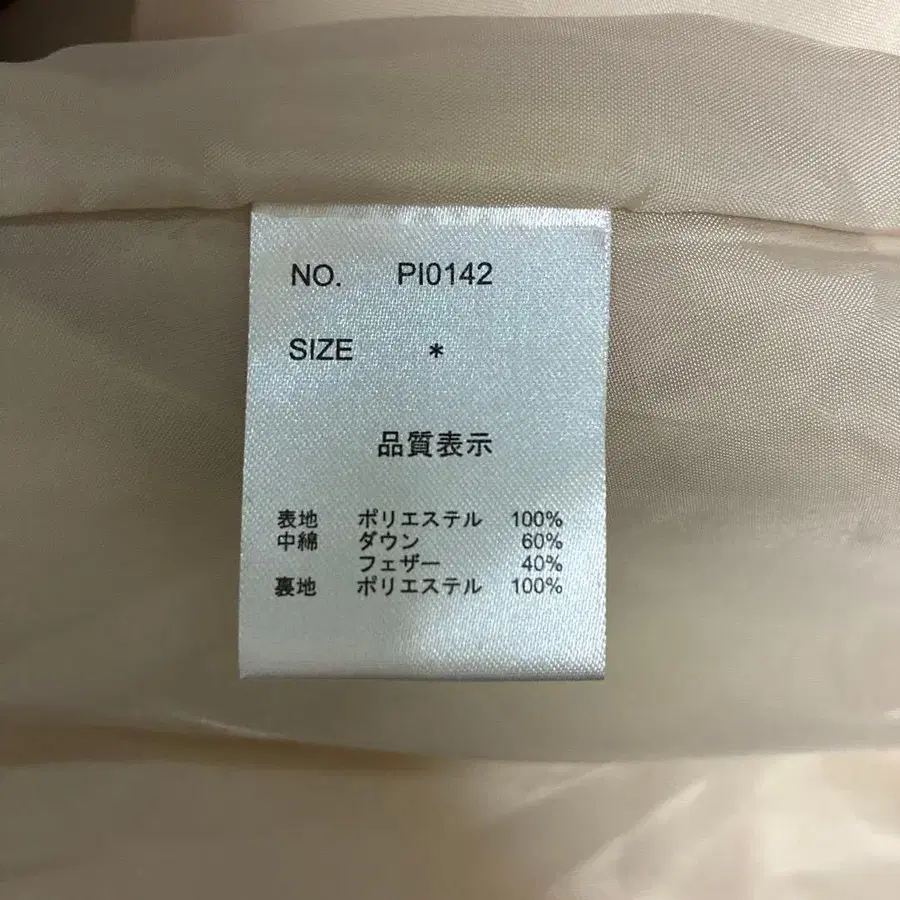 NO. PI0142
SIZE *
品質表示
表地 ポリエステル 100%
中綿 ダウン 60%
フェザー 40%
裏地 ポリエステル 100%